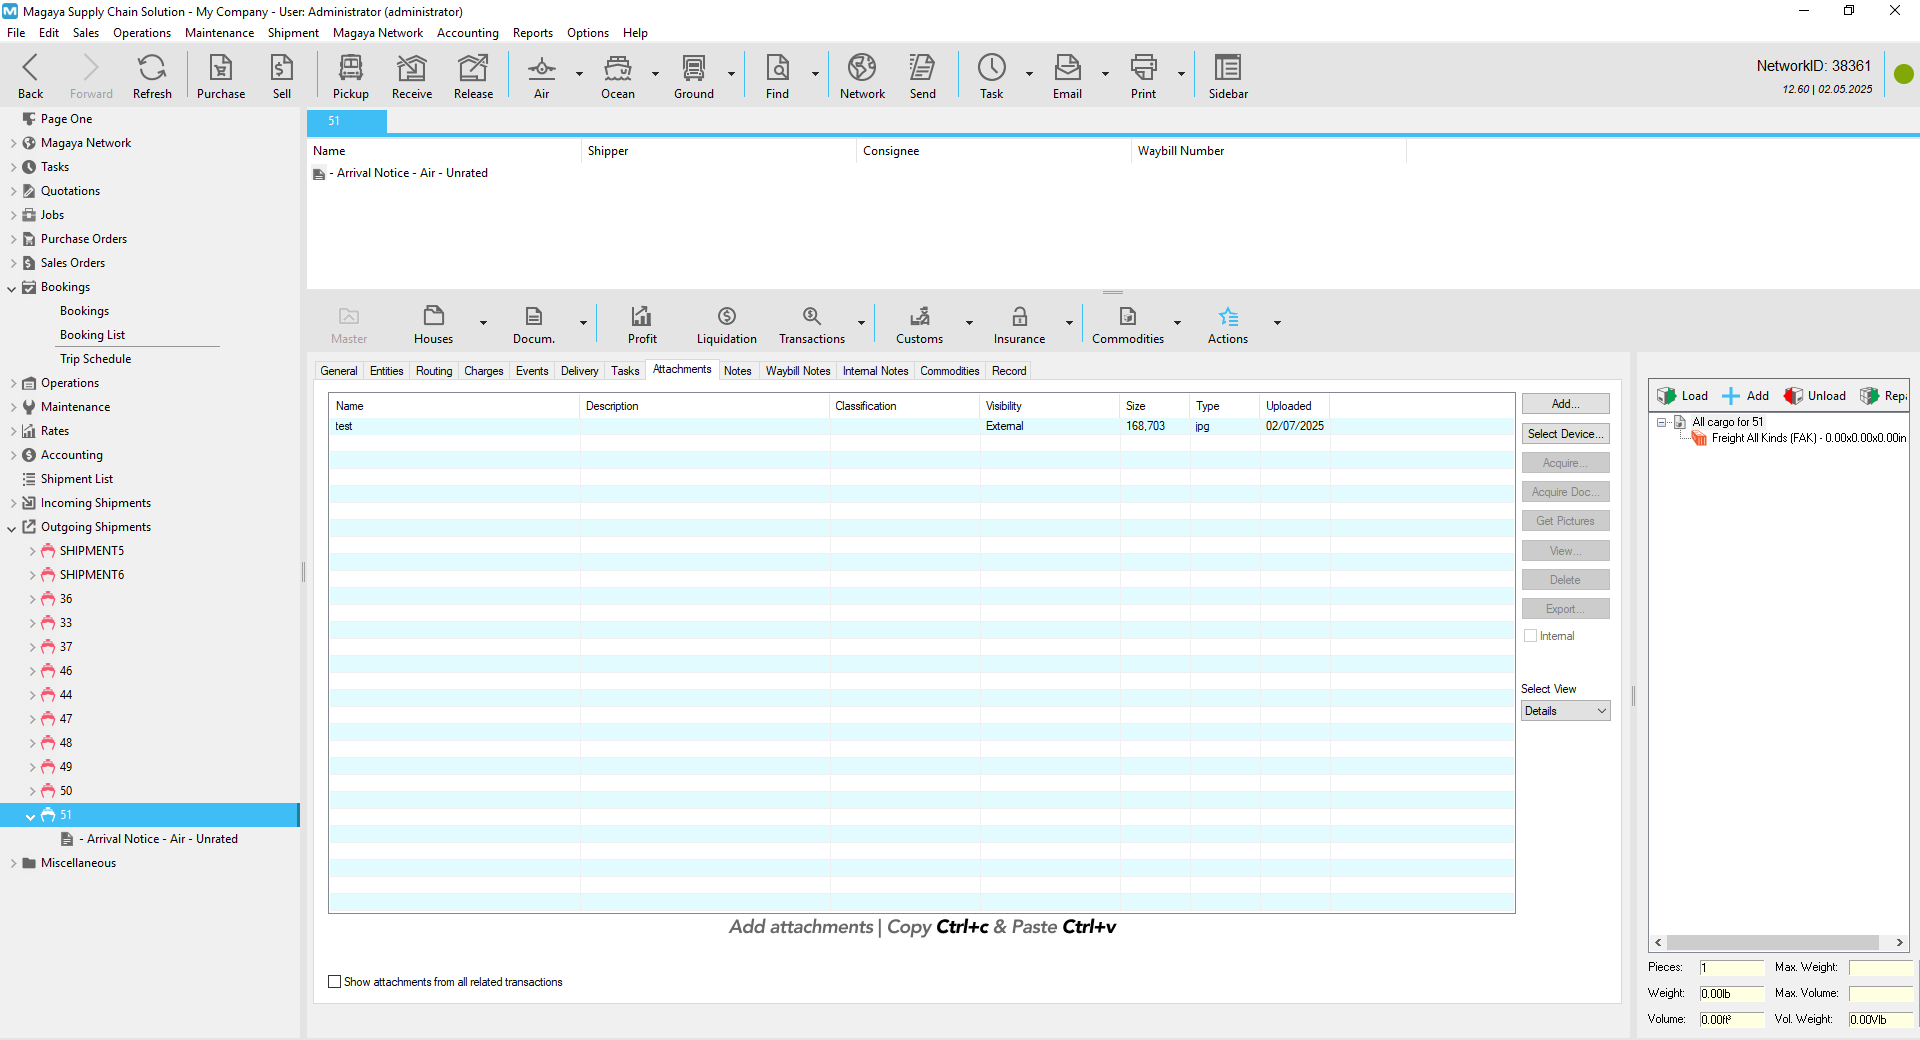 Magaya Supply Chain Solution - My Company - User: Administrator (administrator)
File Edit Sales Operations Maintenance Shipment Magaya Network Accounting Reports Options Help
Back Forward Refresh Purchase Sell Pickup Receive Release Air Ocean Ground Find Network Send Task Email Print Sidebar
NetworkID: 38361
12.60 | 02.05.2025
Page One
Magaya Network
Tasks
Quotations
Jobs
Purchase Orders
Sales Orders
Bookings
Bookings
Booking List
Trip Schedule
Operations
Maintenance
Rates
Accounting
Shipment List
Incoming Shipments
Outgoing Shipments
SHIPMENT5
SHIPMENT6
36
33
37
46
44
47
48
49
50
51
- Arrival Notice - Air - Unrated
Miscellaneous
51
Name Shipper Consignee Waybill Number
- Arrival Notice - Air - Unrated
Master Houses Docum. Profit Liquidation Transactions Customs Insurance Commodities Actions
General Entities Routing Charges Events Delivery Tasks Attachments Notes Waybill Notes Internal Notes Commodities Record
Name Description Classification Visibility Size Type Uploaded
test External 168,703 jpg 02/07/2025
Add attachments | Copy Ctrl+c & Paste Ctrl+v
Show attachments from all related transactions
Add...
Select Device...
Acquire...
Acquire Doc...
Get Pictures
View...
Delete
Export...
Internal
Select View
Details
Load Add Unload Repa
All cargo for 51
Freight All Kinds (FAK) - 0.00x0.00x0.00in
Pieces: 1 Max. Weight:
Weight: 0.00lb Max. Volume:
Volume: 0.00ft³ Vol. Weight: 0.00Vlb